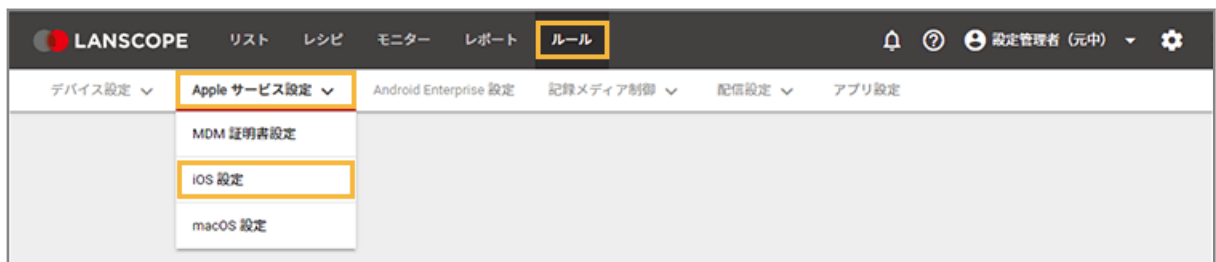 LANSCOPE リスト レシピ モニター レポート ルール 設定管理者 (元中)
デバイス設定 Apple サービス設定 Android Enterprise 設定 記録メディア制御 配信設定 アプリ設定
MDM 証明書設定
iOS 設定
macOS 設定